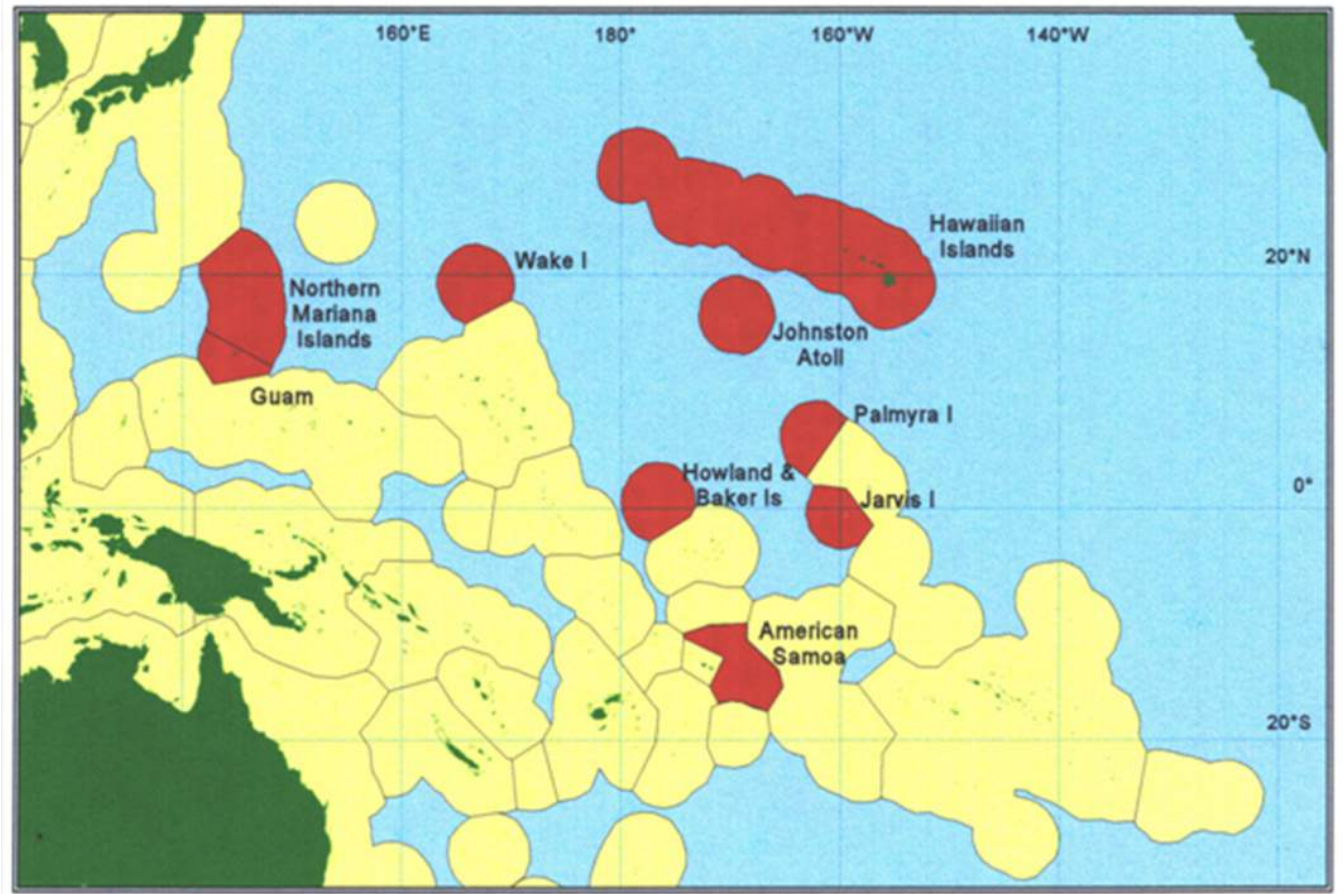 160°E
180°
160°W
140°W
Hawaiian
Islands
20°N
Wake I
Northern
Mariana
Islands
Johnston
Atoll
Guam
Palmyra I
Howland &
Baker Is
Jarvis I
0°
American
Samoa
20°S